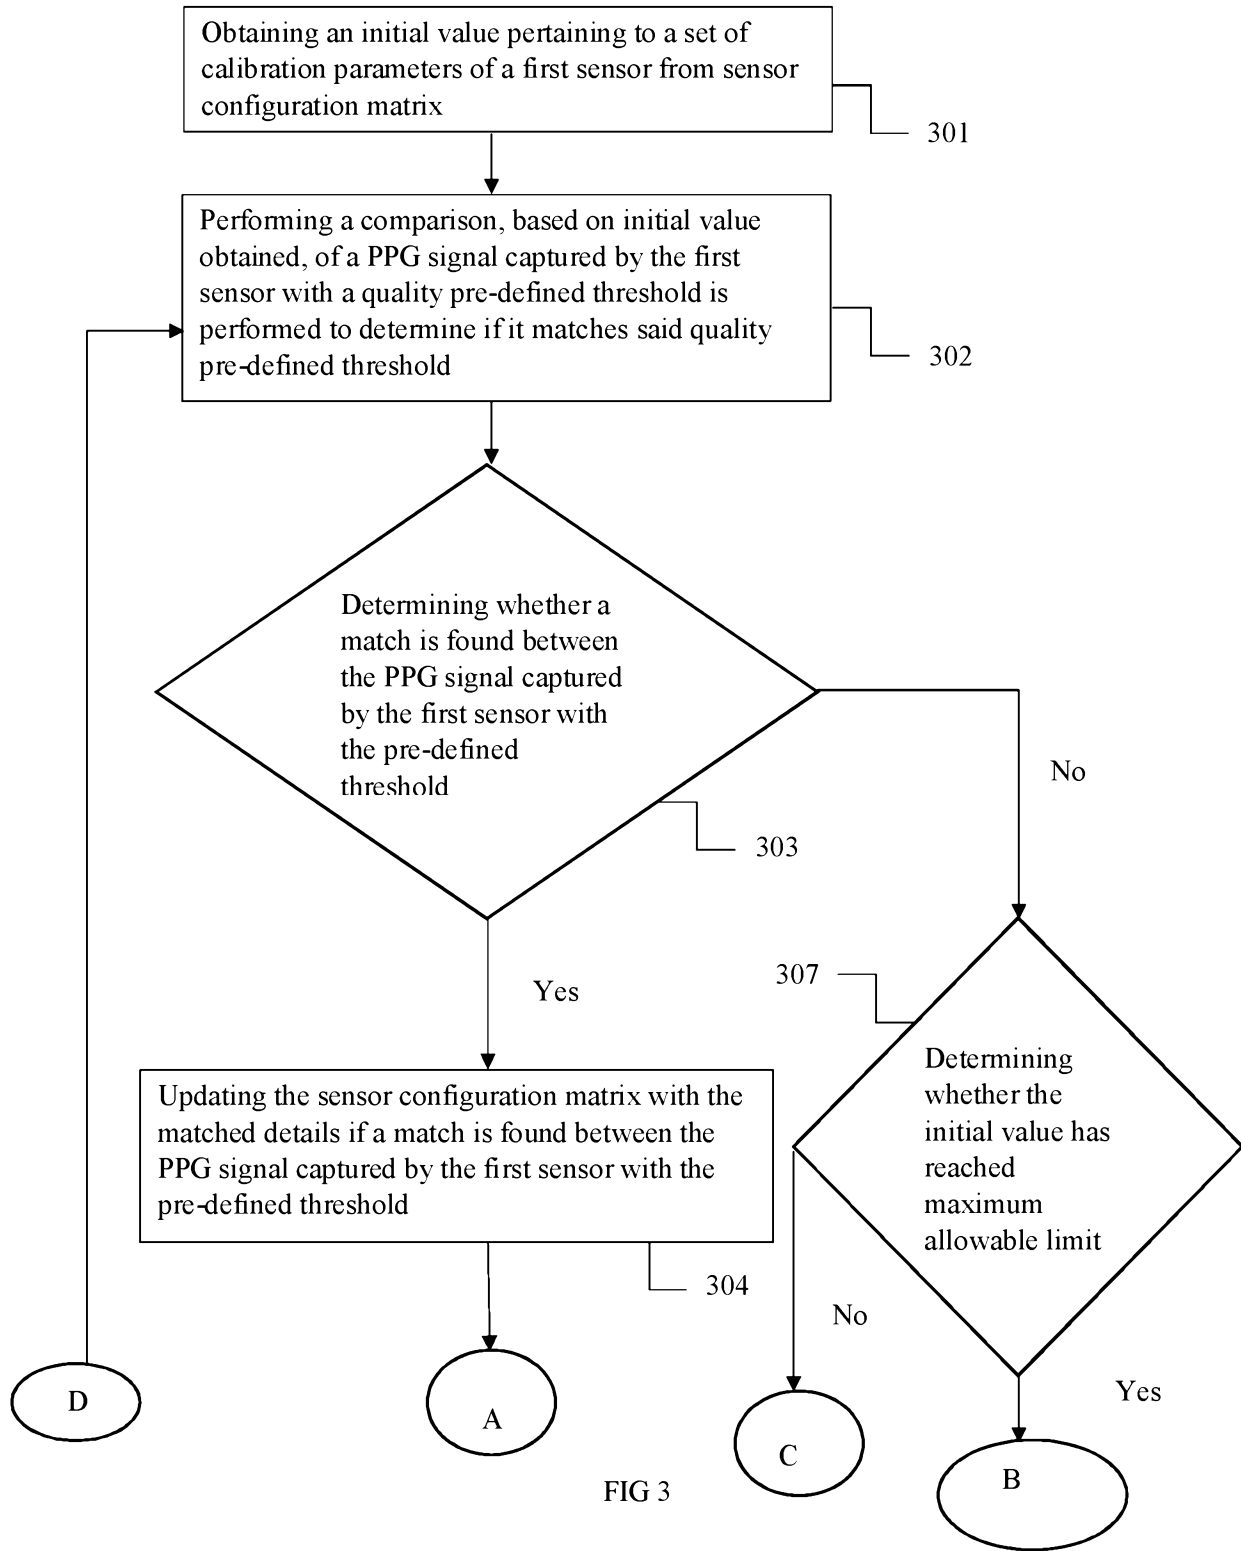 Obtaining an initial value pertaining to a set of
calibration parameters of a first sensor from sensor
configuration matrix
301
Performing a comparison, based on initial value
obtained, of a PPG signal captured by the first
sensor with a quality pre-defined threshold is
performed to determine if it matches said quality
pre-defined threshold
302
Determining whether a
match is found between
the PPG signal captured
by the first sensor with
the pre-defined
threshold
No
303
307
Yes
Determining
whether the
initial value has
reached
maximum
allowable limit
Updating the sensor configuration matrix with the
matched details if a match is found between the
PPG signal captured by the first sensor with the
pre-defined threshold
304
No
Yes
D
A
C
B
FIG 3